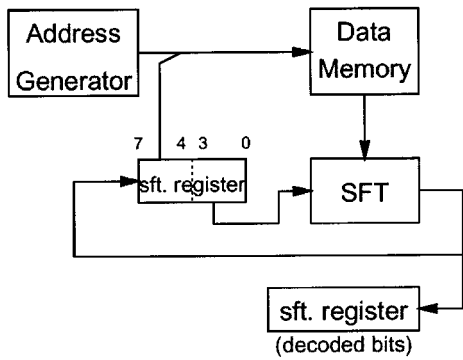 Address
Generator
Data
Memory
7 4 3 0
sft. register
SFT
sft. register
(decoded bits)